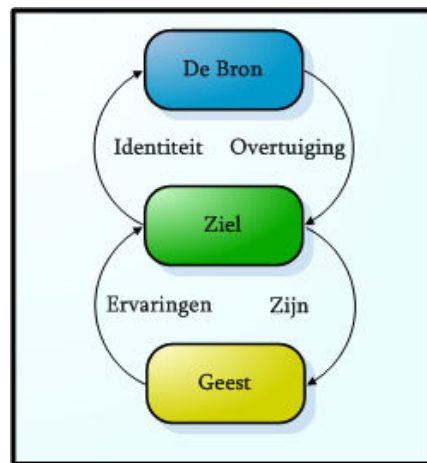 De Bron
Identiteit Overtuiging
Ziel
Ervaringen Zijn
Geest